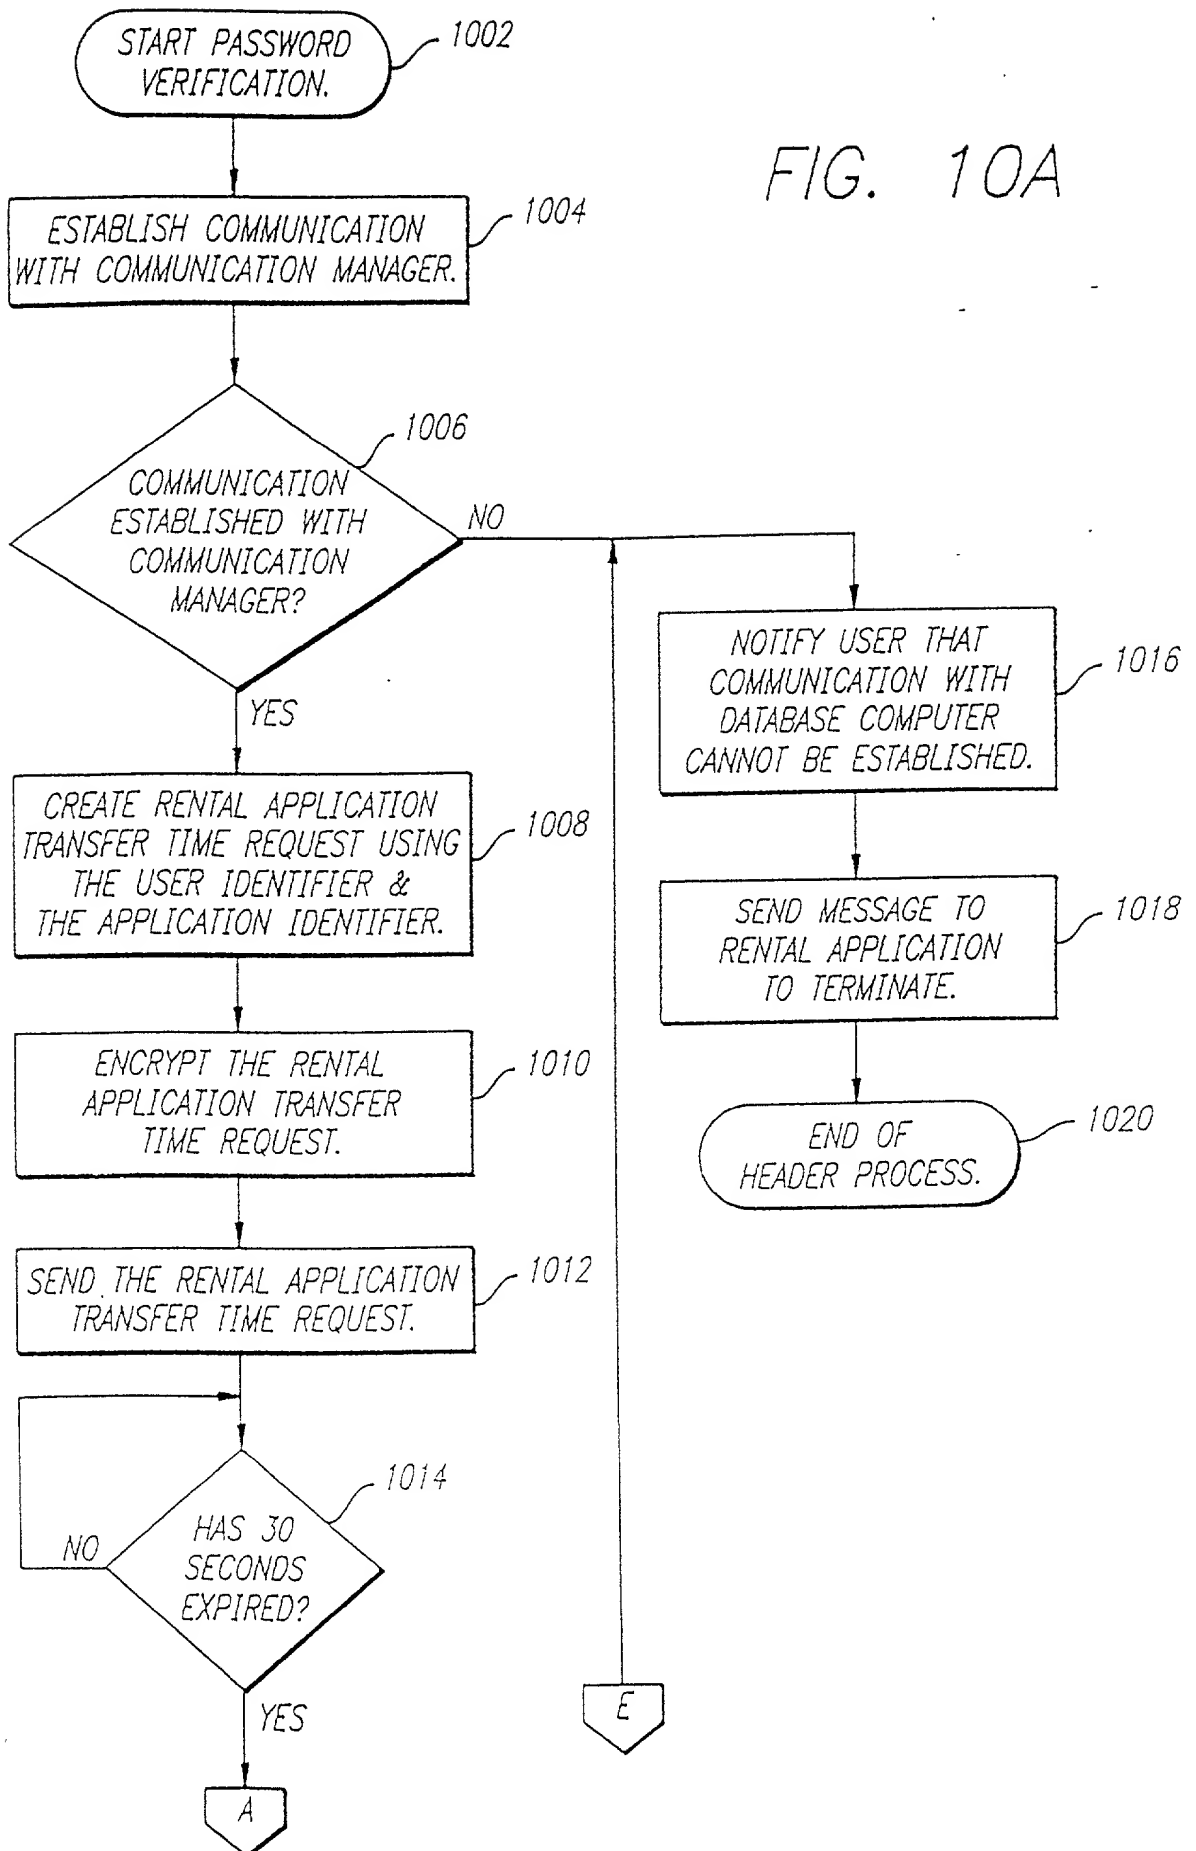 START PASSWORD
VERIFICATION.
1002
FIG. 10A
ESTABLISH COMMUNICATION
WITH COMMUNICATION MANAGER.
1004
COMMUNICATION
ESTABLISHED WITH
COMMUNICATION
MANAGER?
1006
NO
YES
NOTIFY USER THAT
COMMUNICATION WITH
DATABASE COMPUTER
CANNOT BE ESTABLISHED.
1016
CREATE RENTAL APPLICATION
TRANSFER TIME REQUEST USING
THE USER IDENTIFIER &
THE APPLICATION IDENTIFIER.
1008
SEND MESSAGE TO
RENTAL APPLICATION
TO TERMINATE.
1018
ENCRYPT THE RENTAL
APPLICATION TRANSFER
TIME REQUEST.
1010
END OF
HEADER PROCESS.
1020
SEND THE RENTAL APPLICATION
TRANSFER TIME REQUEST.
1012
HAS 30
SECONDS
EXPIRED?
1014
NO
YES
E
A